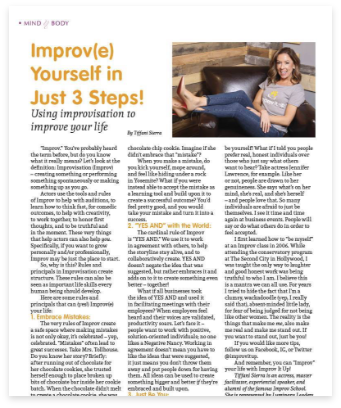 • MIND & BODY
Improv(e)
Yourself in
Just 3 Steps!
Using improvisation to
improve your life
By Tiffani Sierra
"Improv." You've probably heard
the term before, but do you know
what it really means? Let's look at the
definition: Improvisation (Improv)
– creating something or performing
something spontaneously or making
something up as you go.
Actors use the tools and rules
of Improv to help with auditions, to
learn how to think fast, for comedic
outcomes, to help with creativity,
to work together, to honor first
thoughts, and to be truthful and
in the moment. These very things
that help actors can also help you.
Specifically, if you want to grow
personally and/or professionally,
Improv may be just the place to start.
So, why is this? Rules and
principals in Improvisation create
structure. These rules can also be
seen as important life skills every
human being should develop.
Here are some rules and
principals that can (yes!) Improv(e)
your life:
1. Embrace Mistakes:
The very rules of Improv create
a safe space where making mistakes
is not only okay, it's celebrated – yup,
celebrated. "Mistakes" often lead to
great success. Take Mrs. Tollhouse.
Do you know her story? Briefly:
after running out of chocolate for
her chocolate cookies, she trusted
herself enough to place broken up
bits of chocolate bar inside her cookie
batch. When the chocolate didn't melt
to create a chocolate cookie, she was
chocolate chip cookie. Imagine if she
didn't embrace that "mistake"?
When you make a mistake, do
you kick yourself, mope around,
and feel like hiding under a rock
in Yosemite? What if you were
instead able to accept the mistake as
a learning tool and build upon it to
create a successful outcome? You'd
feel pretty good, and you would
take your mistake and turn it into a
success.
2. "YES AND" with the World:
The cardinal rule of Improv
is "YES AND." We use it to work
in agreement with others, to help
the storyline stay alive, and to
collaboratively create. YES AND
doesn't negate the idea that was
suggested, but rather embraces it and
adds on to it to create something even
better – together!
What if all businesses took
the idea of YES AND and used it
in facilitating meetings with their
employees? When employees feel
heard and their voices are validated,
productivity soars. Let's face it –
people want to work with positive,
solution-oriented individuals, no one
likes a Negative Nancy. Working in
agreement doesn't mean you have to
like the ideas that were suggested,
it just means you don't throw them
away and put people down for having
them. All ideas can be used to create
something bigger and better if they're
embraced and built upon.
3. Just Be You:
be yourself! What if I told you people
prefer real, honest individuals over
those who just say what others
want to hear? Take actress Jennifer
Lawrence, for example. Like her
or not, people are drawn to her
genuineness. She says what's on her
mind, she's real, and she's herself
– and people love that. So many
individuals are afraid to just be
themselves. I see it time and time
again at business events. People will
say or do what others do in order to
feel accepted.
I first learned how to "be myself"
at an Improv class in 2006. While
attending the conservatory program
at The Second City in Hollywood, I
was taught the only way to laughter
and good honest work was being
truthful to who I am. I believe this
is a mantra we can all use. For years
I tried to hide the fact that I'm a
clumsy, wackadoodle (yep, I really
said that), absent-minded little lady,
for fear of being judged for not being
like other women. The reality is the
things that make me me, also make
me real and make me stand out. If
you want to stand out, just be you!
If you would like more tips,
follow us on Facebook, IG, or Twitter
@improvitup.
And remember, you can "Improv"
your life with Improv It Up!
Tiffani Sierra is an actress, master
facilitator, experiential speaker, and
alumni of the famous Improv School.